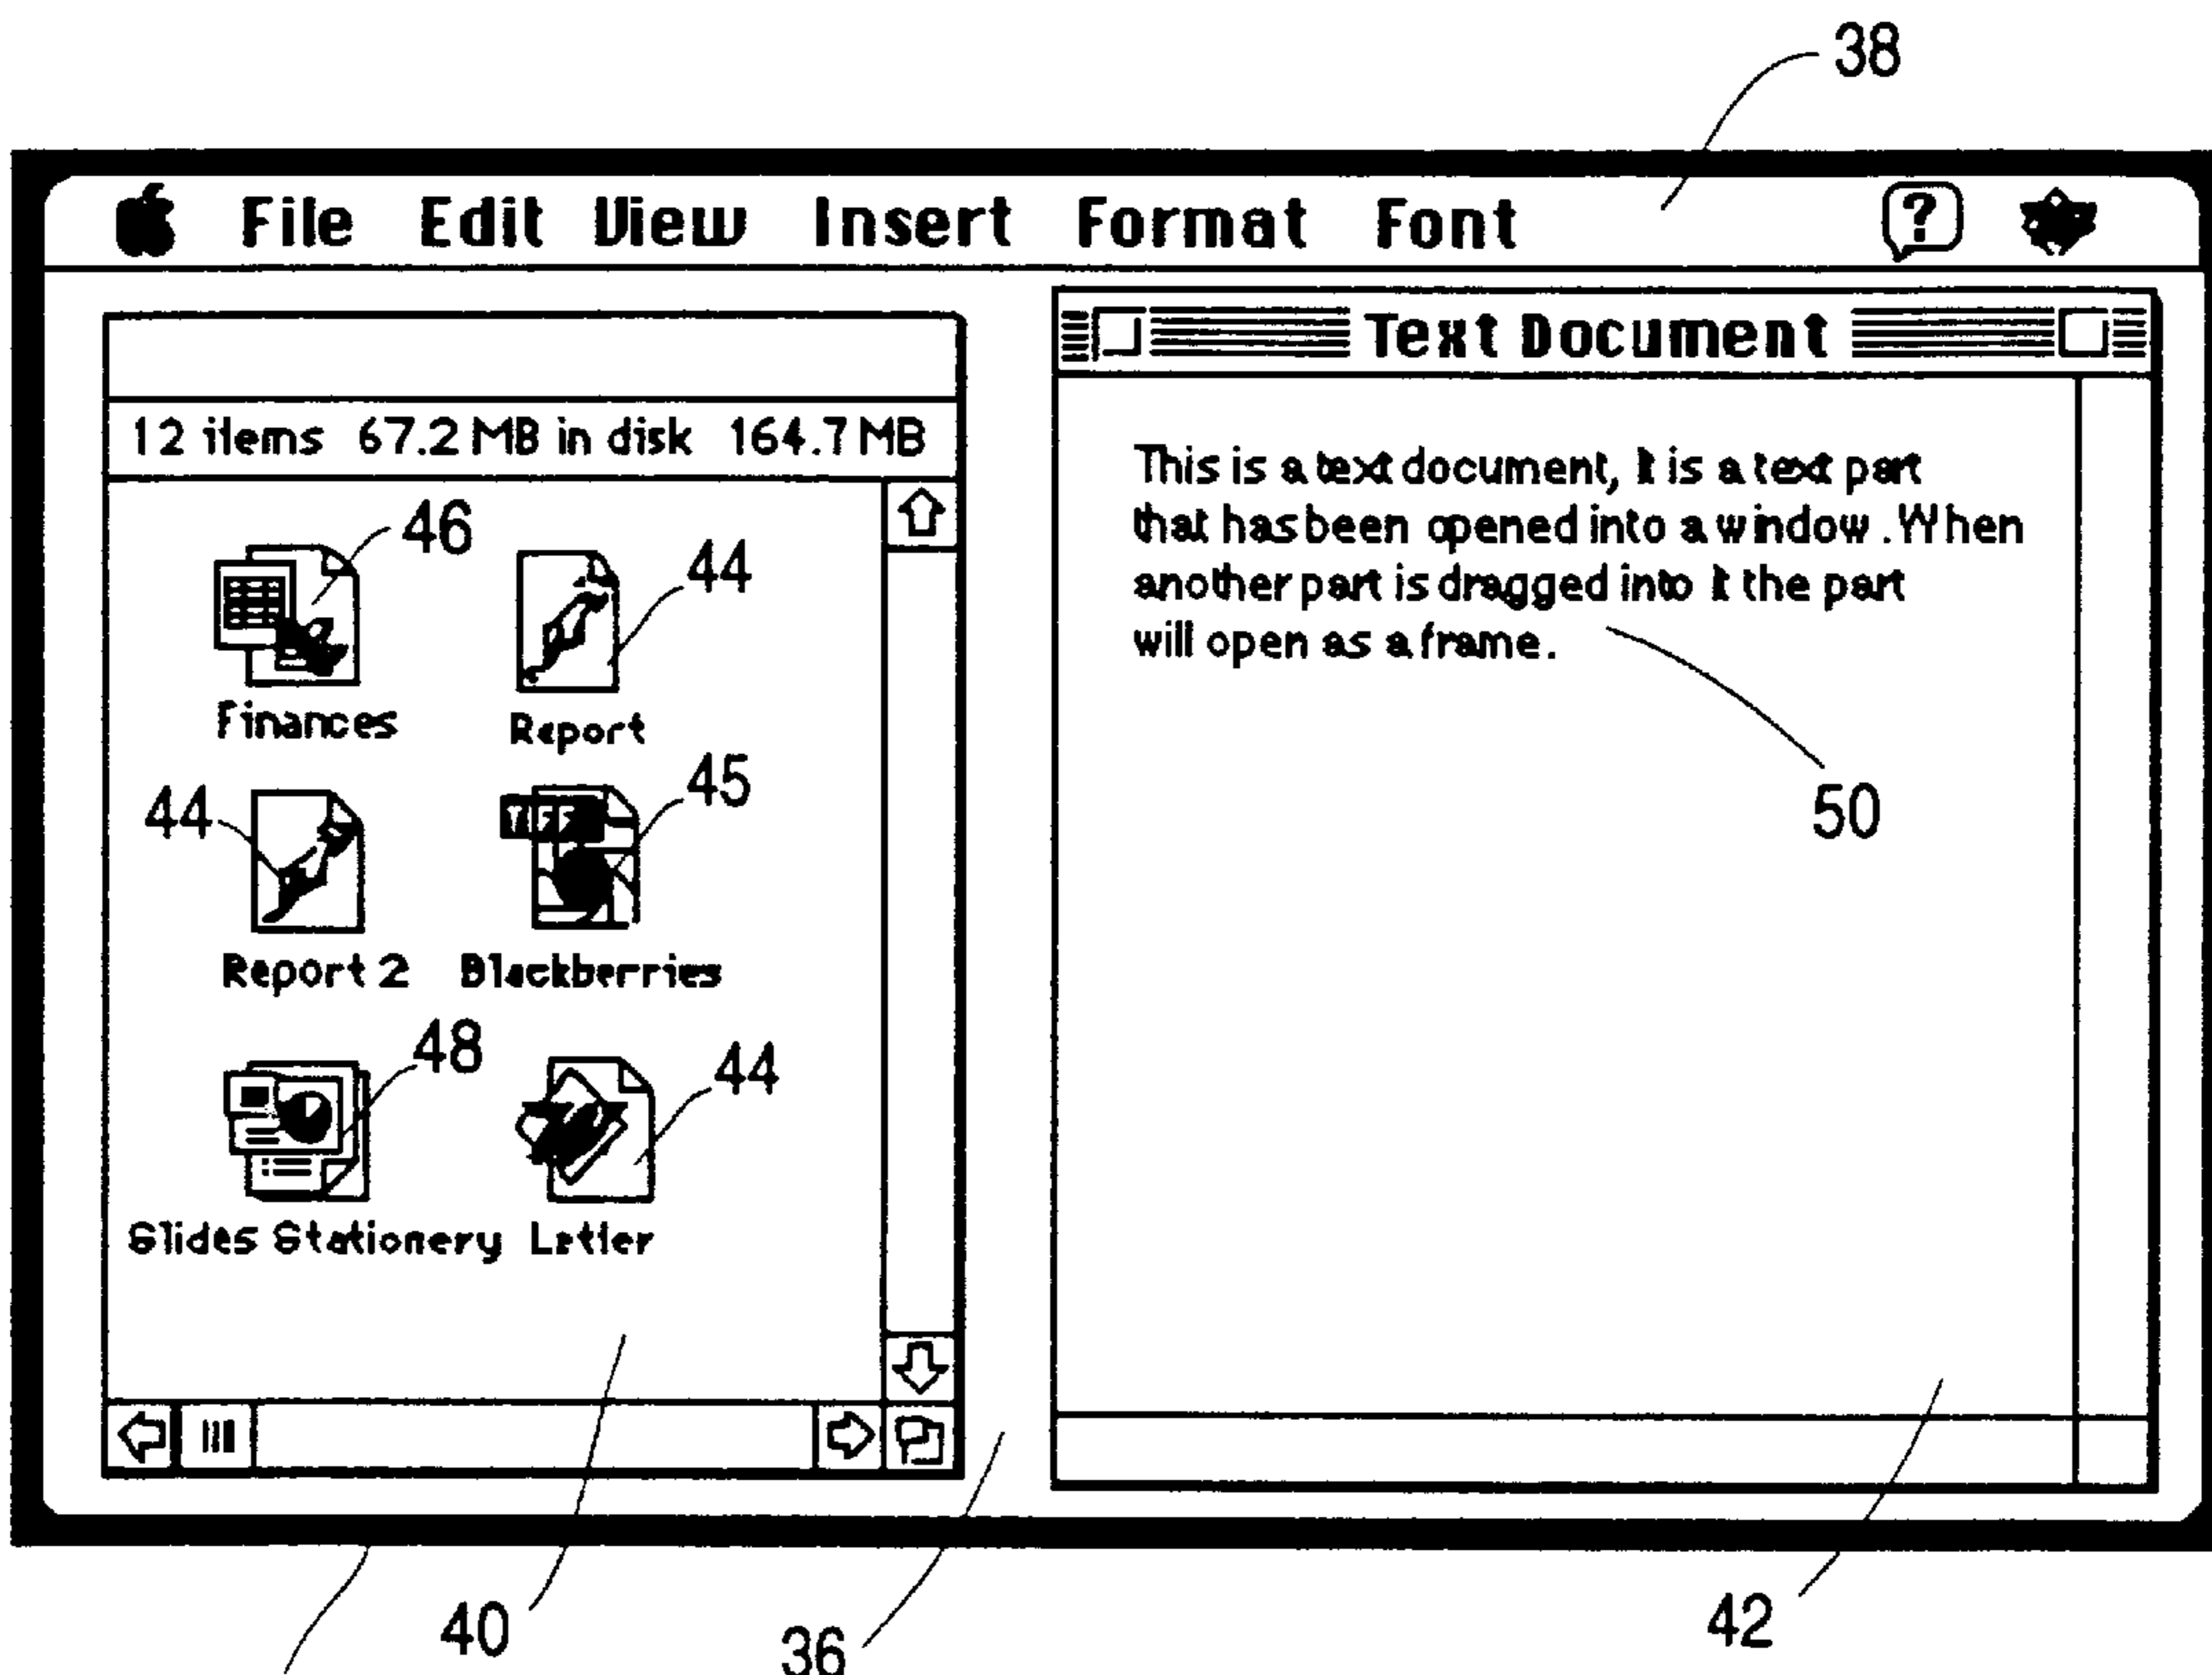 38
File Edit View Insert Format Font ?
Text Document
12 items 67.2 MB in disk 164.7 MB
46
44
Finances
Report
44
45
TIFF
Report 2
Blackberries
48
44
Slides Stationery
Letter
This is a text document, it is a text part
that has been opened into a window. When
another part is dragged into it the part
will open as a frame.
50
40
36
42